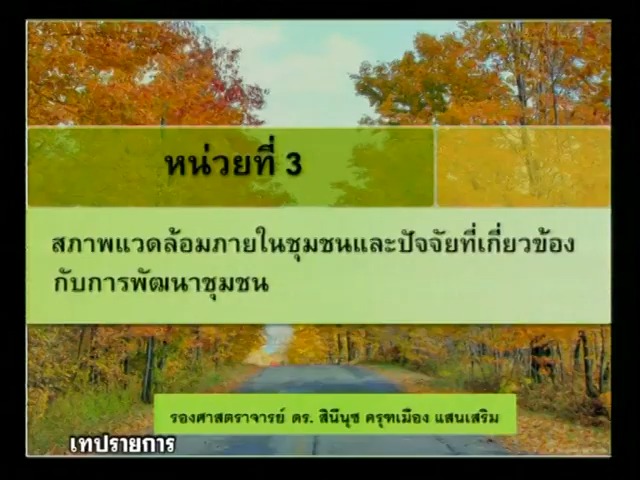 หน่วยที่ 3
สภาพแวดล้อมภายในชุมชนและปัจจัยที่เกี่ยวข้อง
กับการพัฒนาชุมชน
รองศาสตราจารย์ ดร. สินีนุช ครุฑเมือง แสนเสริม
เทปรายการ